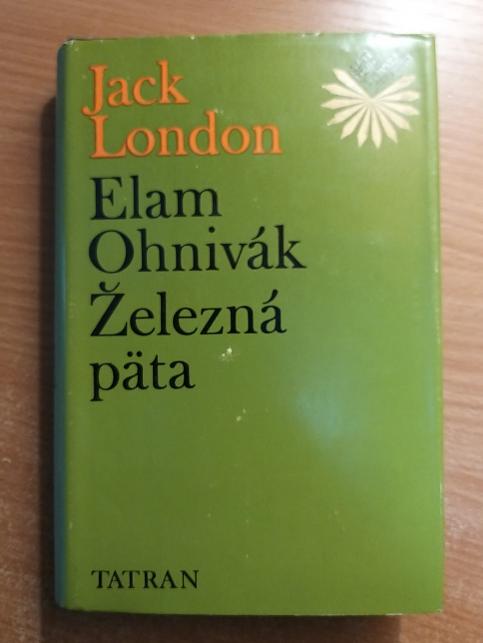 Jack
London
Elam
Ohnivák
Železná
päta
TATRAN